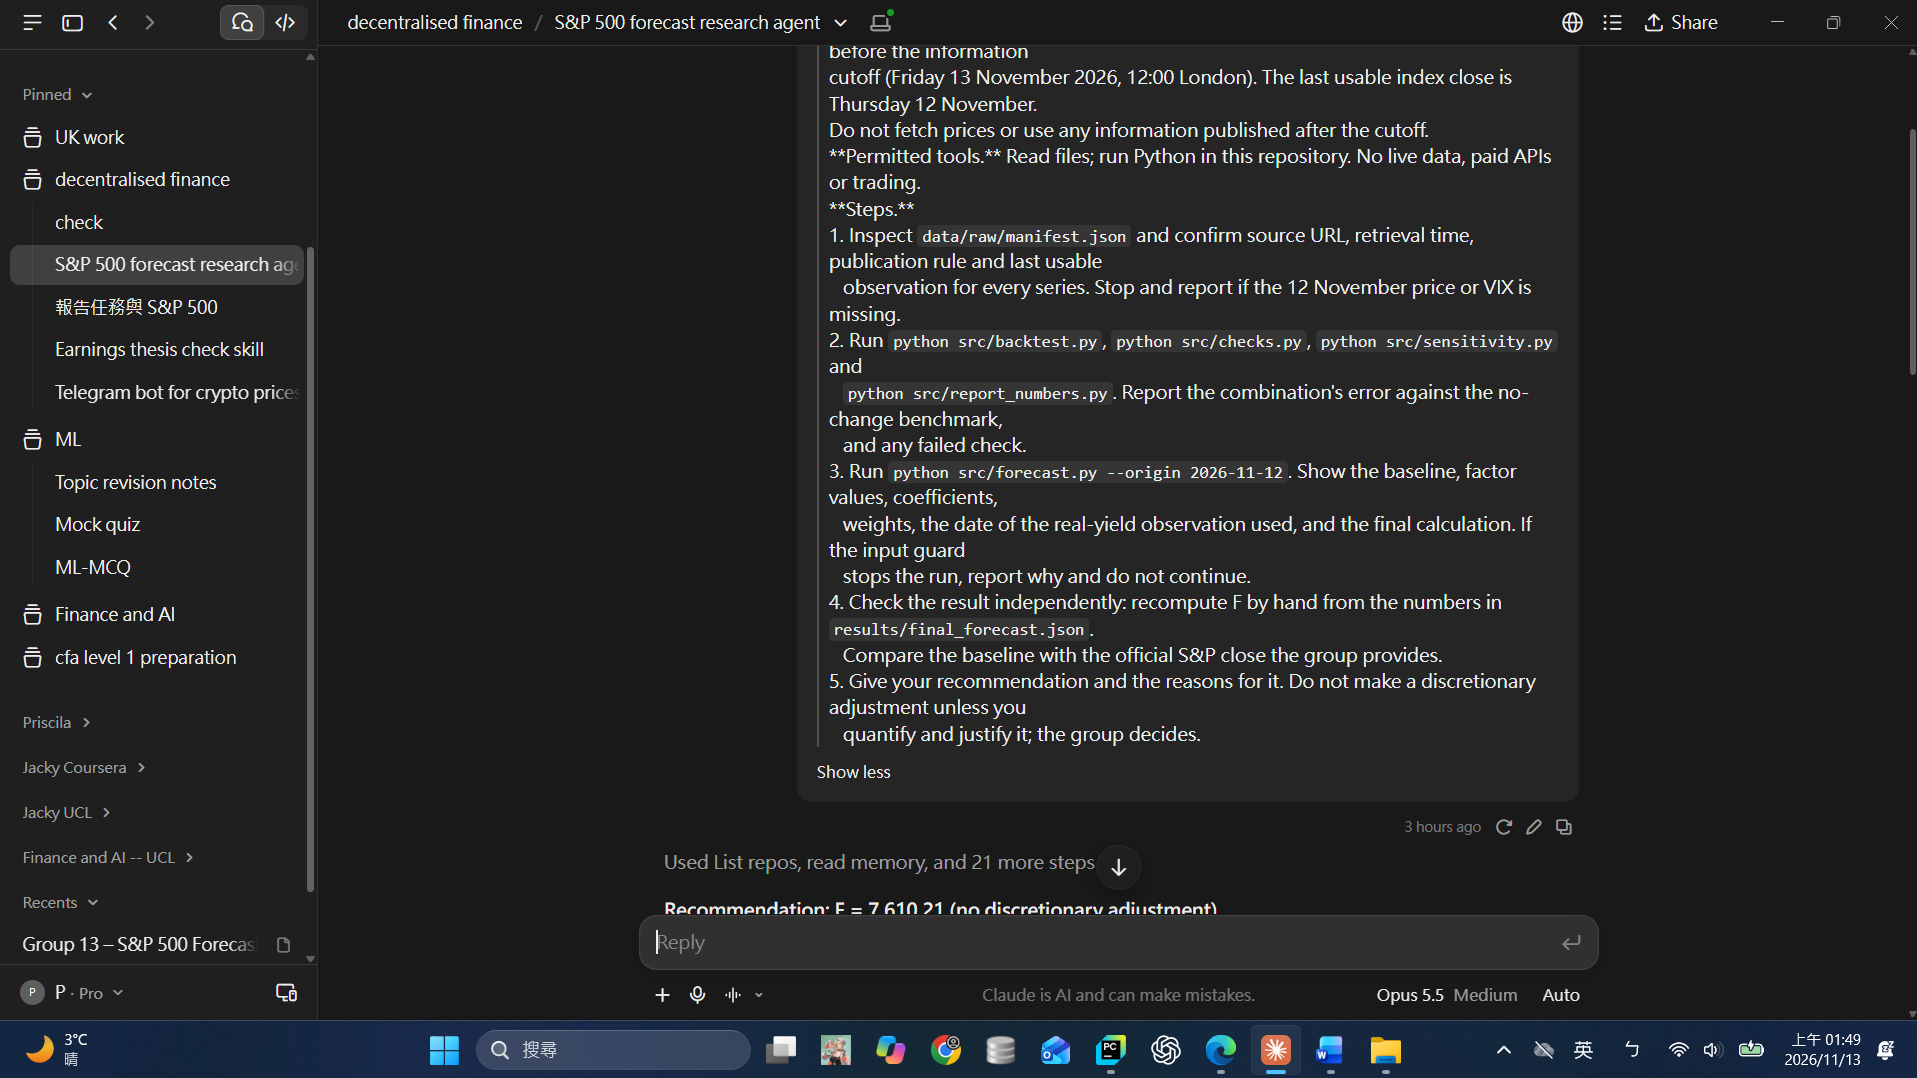 decentralised finance / S&P 500 forecast research agent
Share
Pinned
UK work
decentralised finance
check
S&P 500 forecast research age
報告任務與 S&P 500
Earnings thesis check skill
Telegram bot for crypto prices
ML
Topic revision notes
Mock quiz
ML-MCQ
Finance and AI
cfa level 1 preparation
Priscila
Jacky Coursera
Jacky UCL
Finance and AI -- UCL
Recents
Group 13 – S&P 500 Forecas
P
P · Pro
before the information
cutoff (Friday 13 November 2026, 12:00 London). The last usable index close is
Thursday 12 November.
Do not fetch prices or use any information published after the cutoff.
**Permitted tools.** Read files; run Python in this repository. No live data, paid APIs
or trading.
**Steps.**
1. Inspect data/raw/manifest.json and confirm source URL, retrieval time,
publication rule and last usable
observation for every series. Stop and report if the 12 November price or VIX is
missing.
2. Run python src/backtest.py, python src/checks.py, python src/sensitivity.py
and
python src/report_numbers.py. Report the combination's error against the no-
change benchmark,
and any failed check.
3. Run python src/forecast.py --origin 2026-11-12. Show the baseline, factor
values, coefficients,
weights, the date of the real-yield observation used, and the final calculation. If
the input guard
stops the run, report why and do not continue.
4. Check the result independently: recompute F by hand from the numbers in
results/final_forecast.json.
Compare the baseline with the official S&P close the group provides.
5. Give your recommendation and the reasons for it. Do not make a discretionary
adjustment unless you
quantify and justify it; the group decides.
Show less
3 hours ago
Used List repos, read memory, and 21 more steps
Recommendation: F = 7,610.21 (no discretionary adjustment)
Reply
Claude is AI and can make mistakes.
Opus 5.5 Medium Auto
3°C
晴
搜尋
PC
英
ㄅ
上午 01:49
2026/11/13